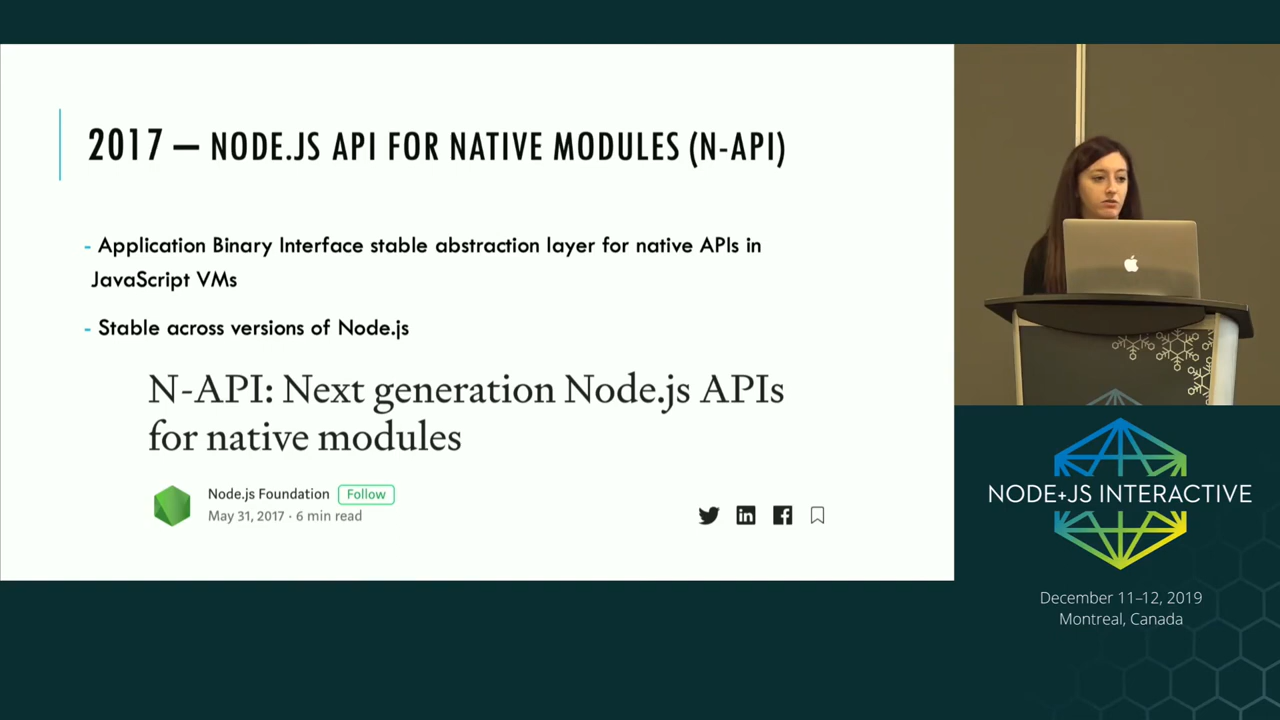 2017 – NODE.JS API FOR NATIVE MODULES (N-API)
- Application Binary Interface stable abstraction layer for native APIs in
JavaScript VMs
- Stable across versions of Node.js
N-API: Next generation Node.js APIs
for native modules
Node.js Foundation Follow
May 31, 2017 · 6 min read
NODE+JS INTERACTIVE
December 11–12, 2019
Montreal, Canada